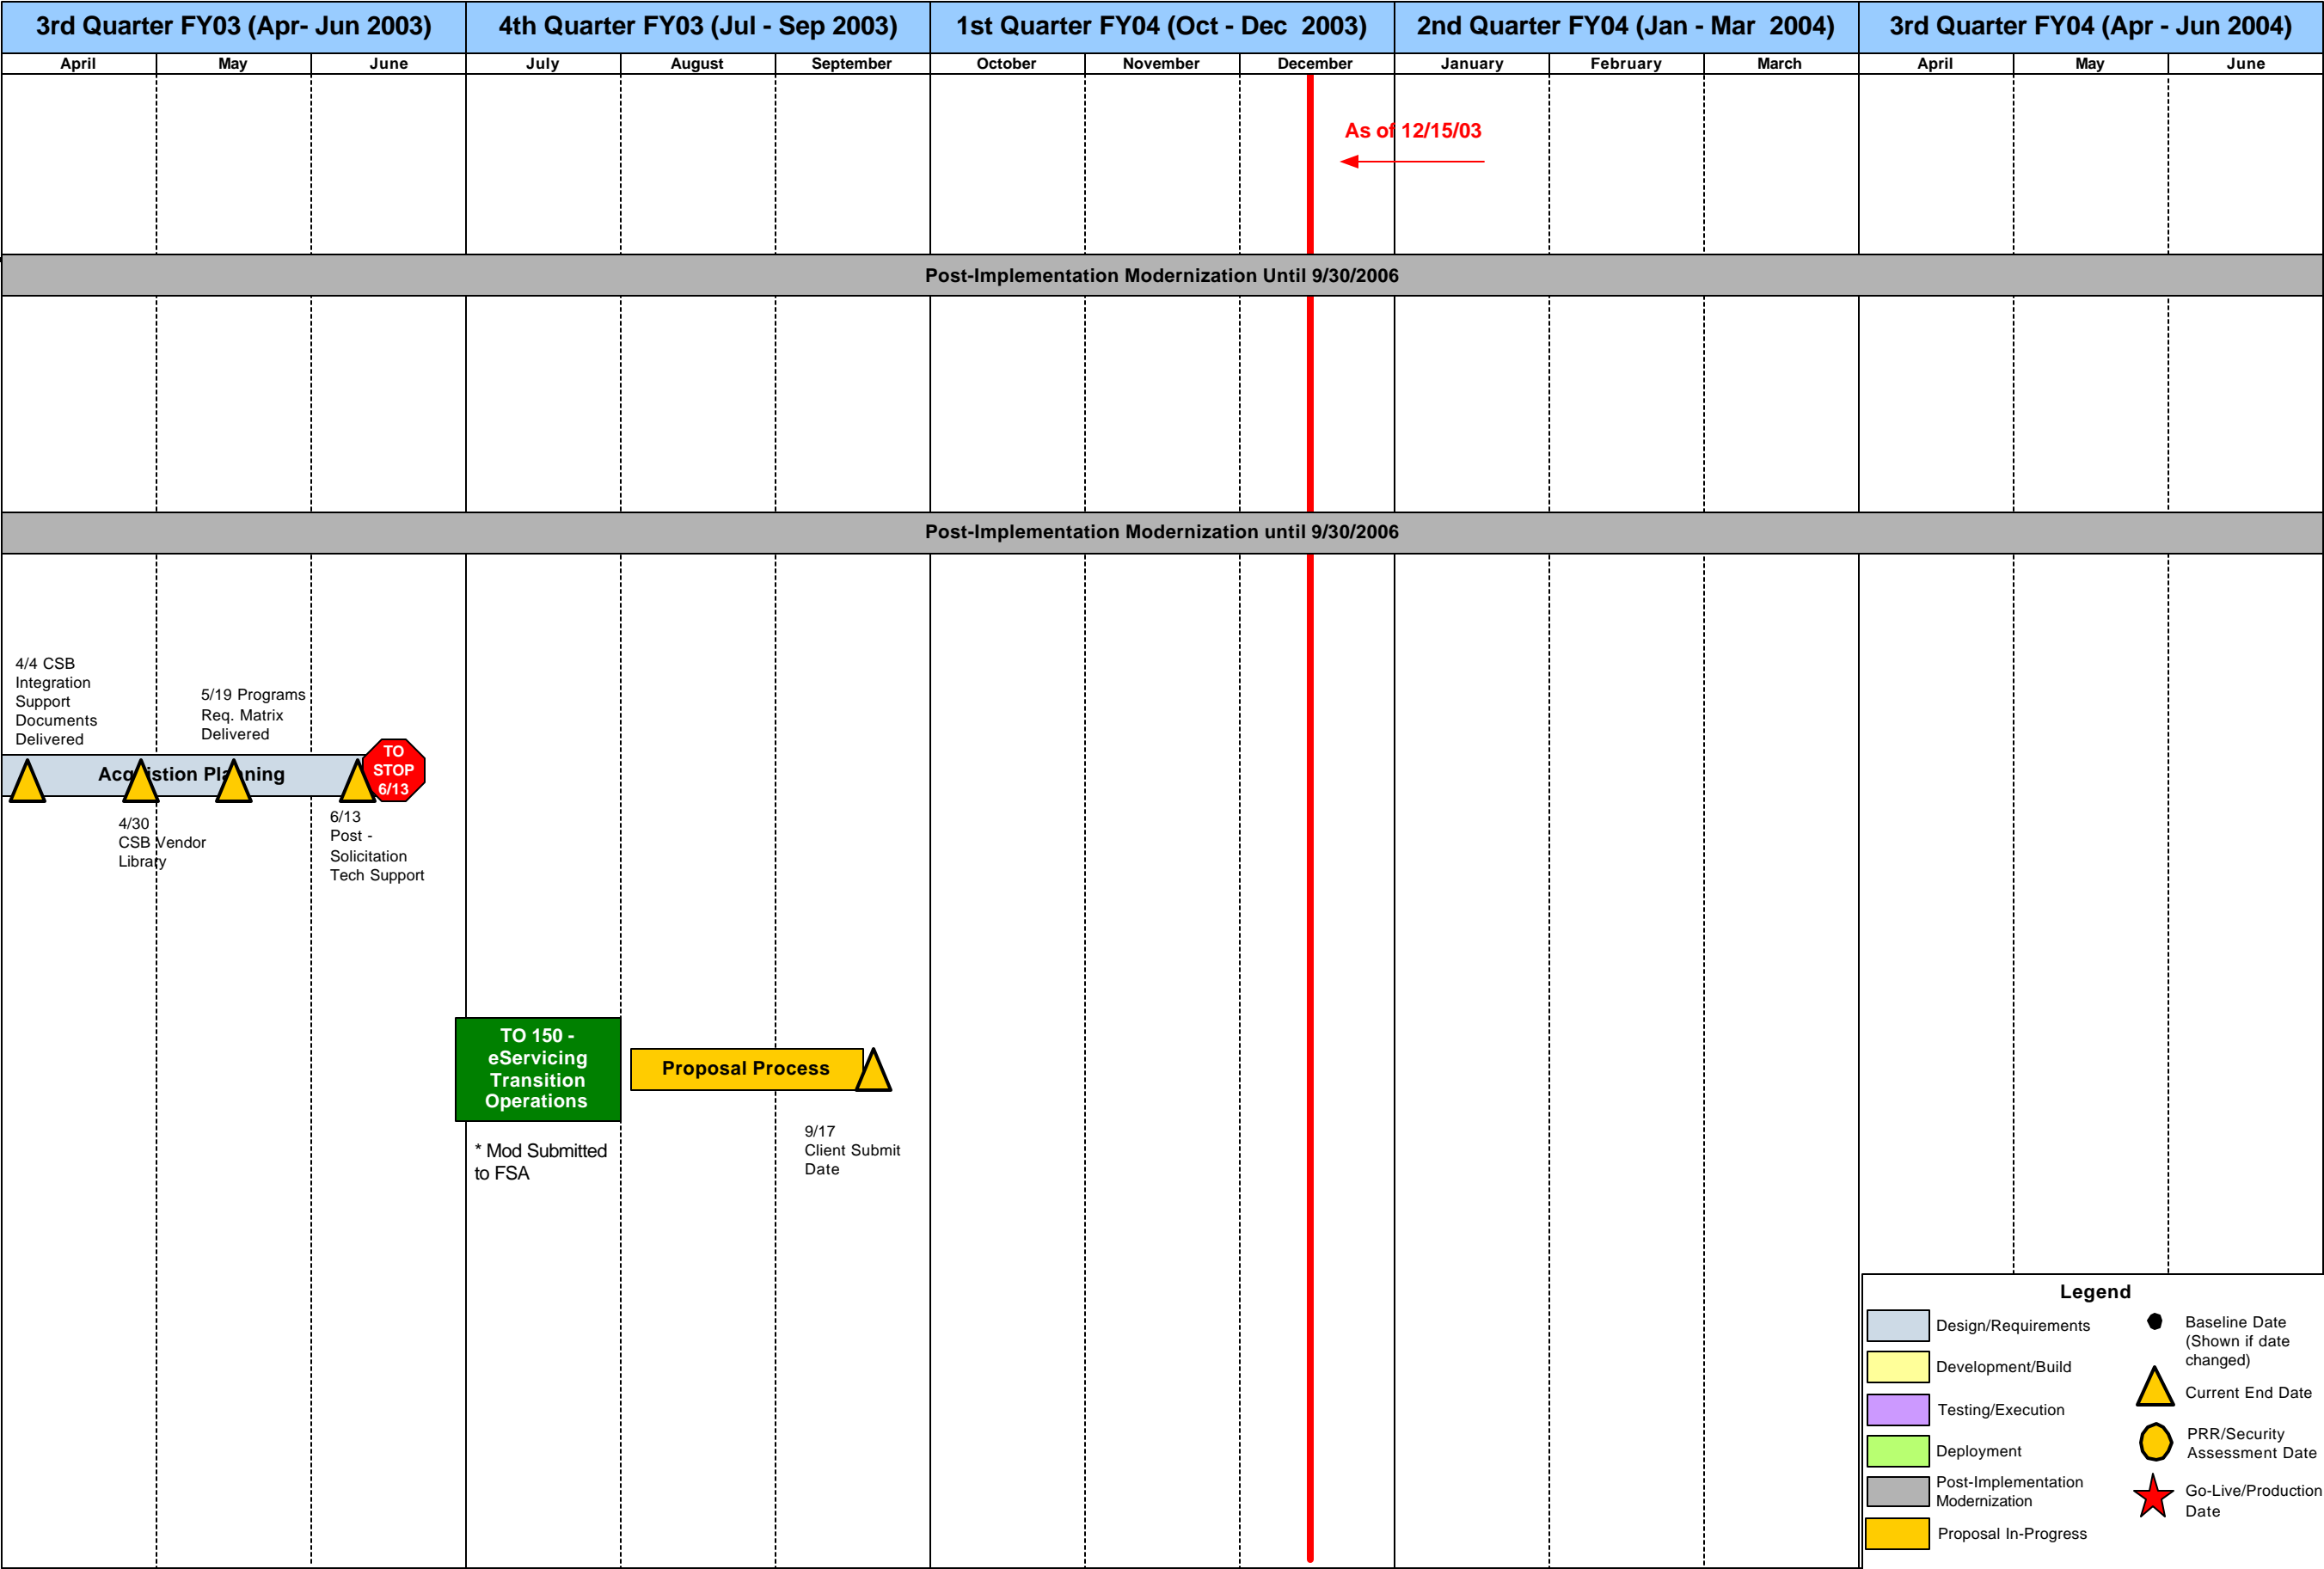 3rd Quarter FY03 (Apr- Jun 2003)
4th Quarter FY03 (Jul - Sep 2003)
1st Quarter FY04 (Oct - Dec 2003)
2nd Quarter FY04 (Jan - Mar 2004)
3rd Quarter FY04 (Apr - Jun 2004)
April
May
June
July
August
September
October
November
December
January
February
March
April
May
June
As of 12/15/03
Post-Implementation Modernization Until 9/30/2006
Post-Implementation Modernization until 9/30/2006
4/4 CSB
Integration
Support
Documents
Delivered
5/19 Programs
Req. Matrix
Delivered
Acquistion Planning
TO
STOP
6/13
4/30
CSB Vendor
Library
6/13
Post -
Solicitation
Tech Support
TO 150 -
eServicing
Transition
Operations
Proposal Process
* Mod Submitted
to FSA
9/17
Client Submit
Date
Legend
Design/Requirements
Development/Build
Testing/Execution
Deployment
Post-Implementation
Modernization
Proposal In-Progress
Baseline Date
(Shown if date
changed)
Current End Date
PRR/Security
Assessment Date
Go-Live/Production
Date